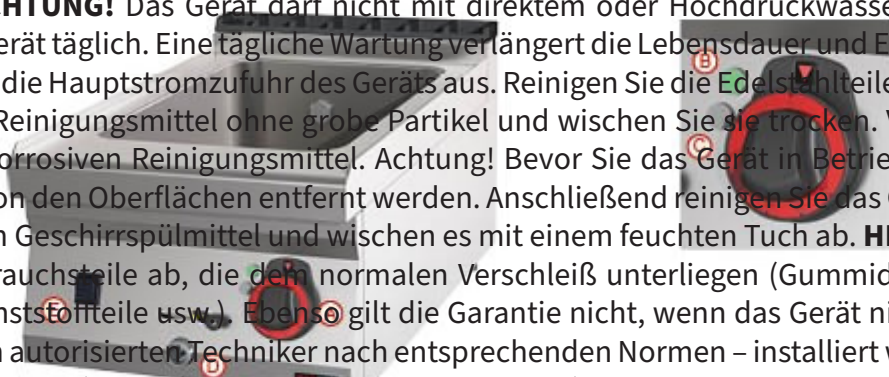 CHTUNG! Das Gerät darf nicht mit direktem oder Hochdruckwasse
erät täglich. Eine tägliche Wartung verlängert die Lebensdauer und E
die Hauptstromzufuhr des Geräts aus. Reinigen Sie die Edelstahlteile
Reinigungsmittel ohne grobe Partikel und wischen Sie sie trocken. V
orrosiven Reinigungsmittel. Achtung! Bevor Sie das Gerät in Betrie
on den Oberflächen entfernt werden. Anschließend reinigen Sie das
n Geschirrspülmittel und wischen es mit einem feuchten Tuch ab. H
rauchsteile ab, die dem normalen Verschleiß unterliegen (Gummid
nststoffteile usw.). Ebenso gilt die Garantie nicht, wenn das Gerät ni
autorisierten Techniker nach entsprechenden Normen – installiert
B
C
D